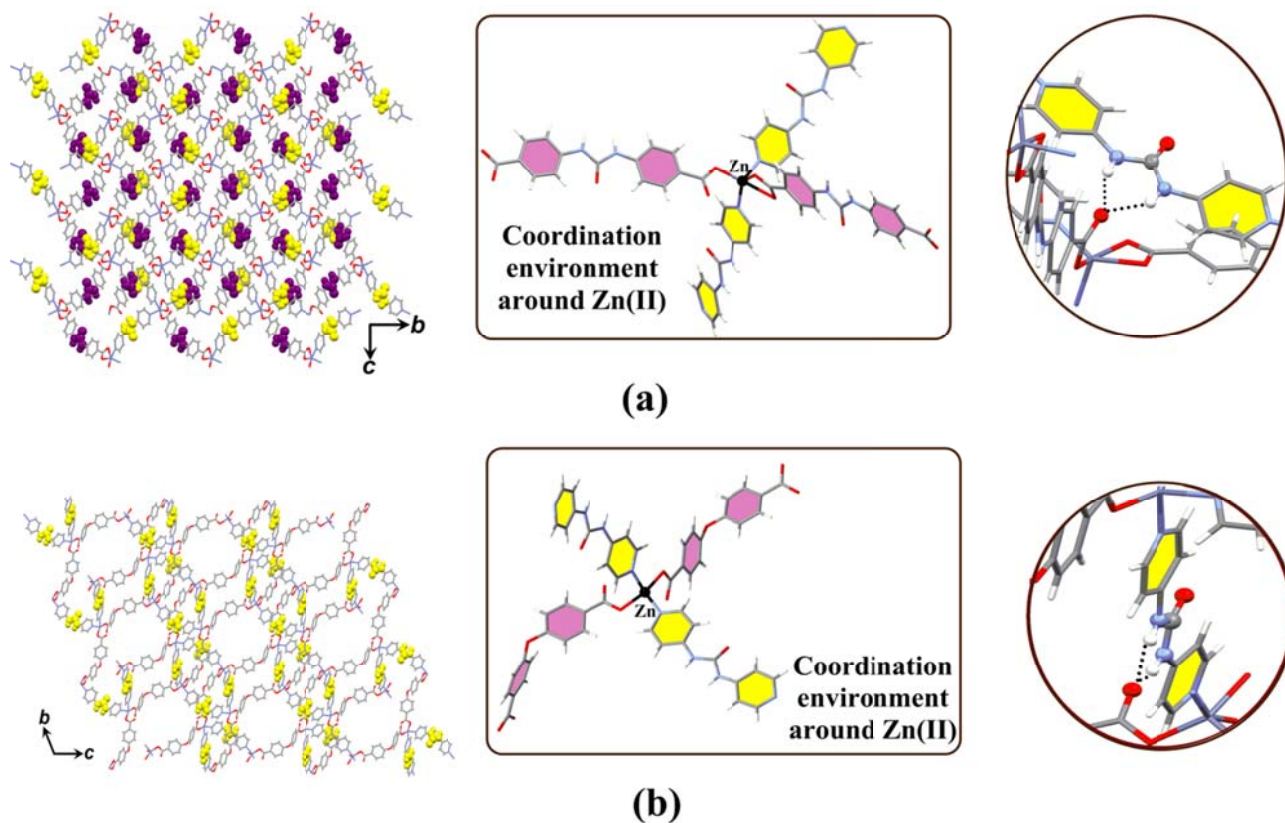 b
c
Zn
Coordination
environment
around Zn(II)
(a)
b
c
Zn
Coordination
environment
around Zn(II)
(b)